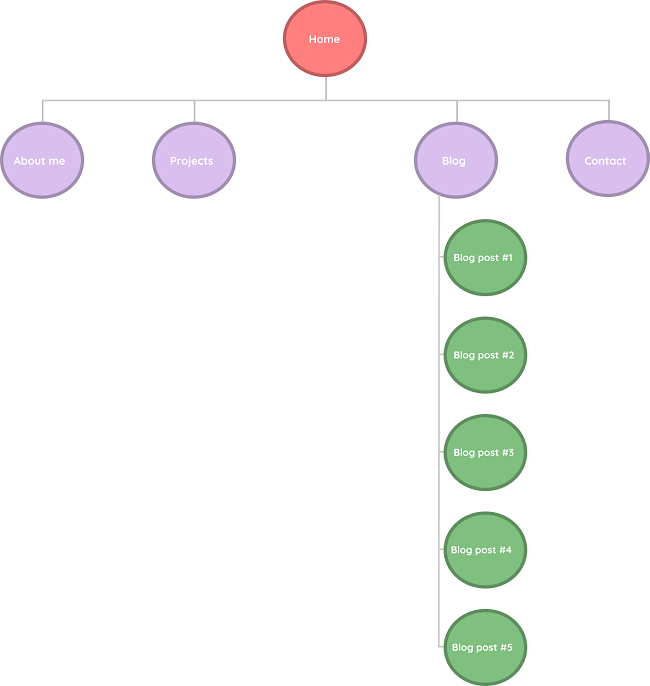 Home
About me
Projects
Blog
Contact
Blog post #1
Blog post #2
Blog post #3
Blog post #4
Blog post #5